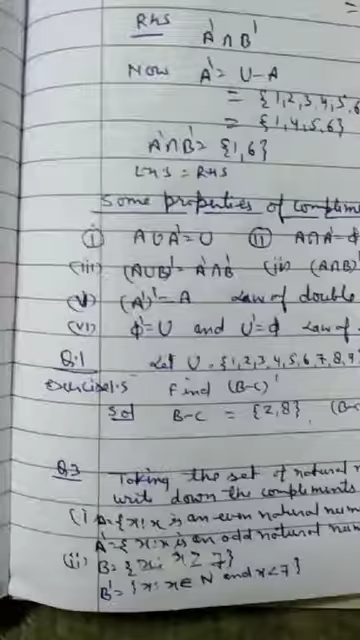 =
RHS A' ∩ B'
Now A' = U - A
= {1,2,3,4,5,6
= {1,4,5,6}
A'∩B' = {1,6}
LHS = RHS
Some properties of complime
(i) A∪A' = U (ii) A∩A' = ϕ
(iii) (A∪B)' = A'∩B' (iv) (A∩B)'
(v) (A')' = A Law of double
(vi) ϕ' = U and U' = ϕ Law of
Q.1 Let U = {1,2,3,4,5,6,7,8,9
Exercise 1.5 Find (B-C)'
Sol B-C = {2,8} (B-
Q.3 Taking the set of natural
write down the complements
(i) A = {x: x is an even natural num
A' = {x: x is an odd natural num
(ii) B = {x: x ≥ 7}
B' = {x: x ∈ N and x < 7}